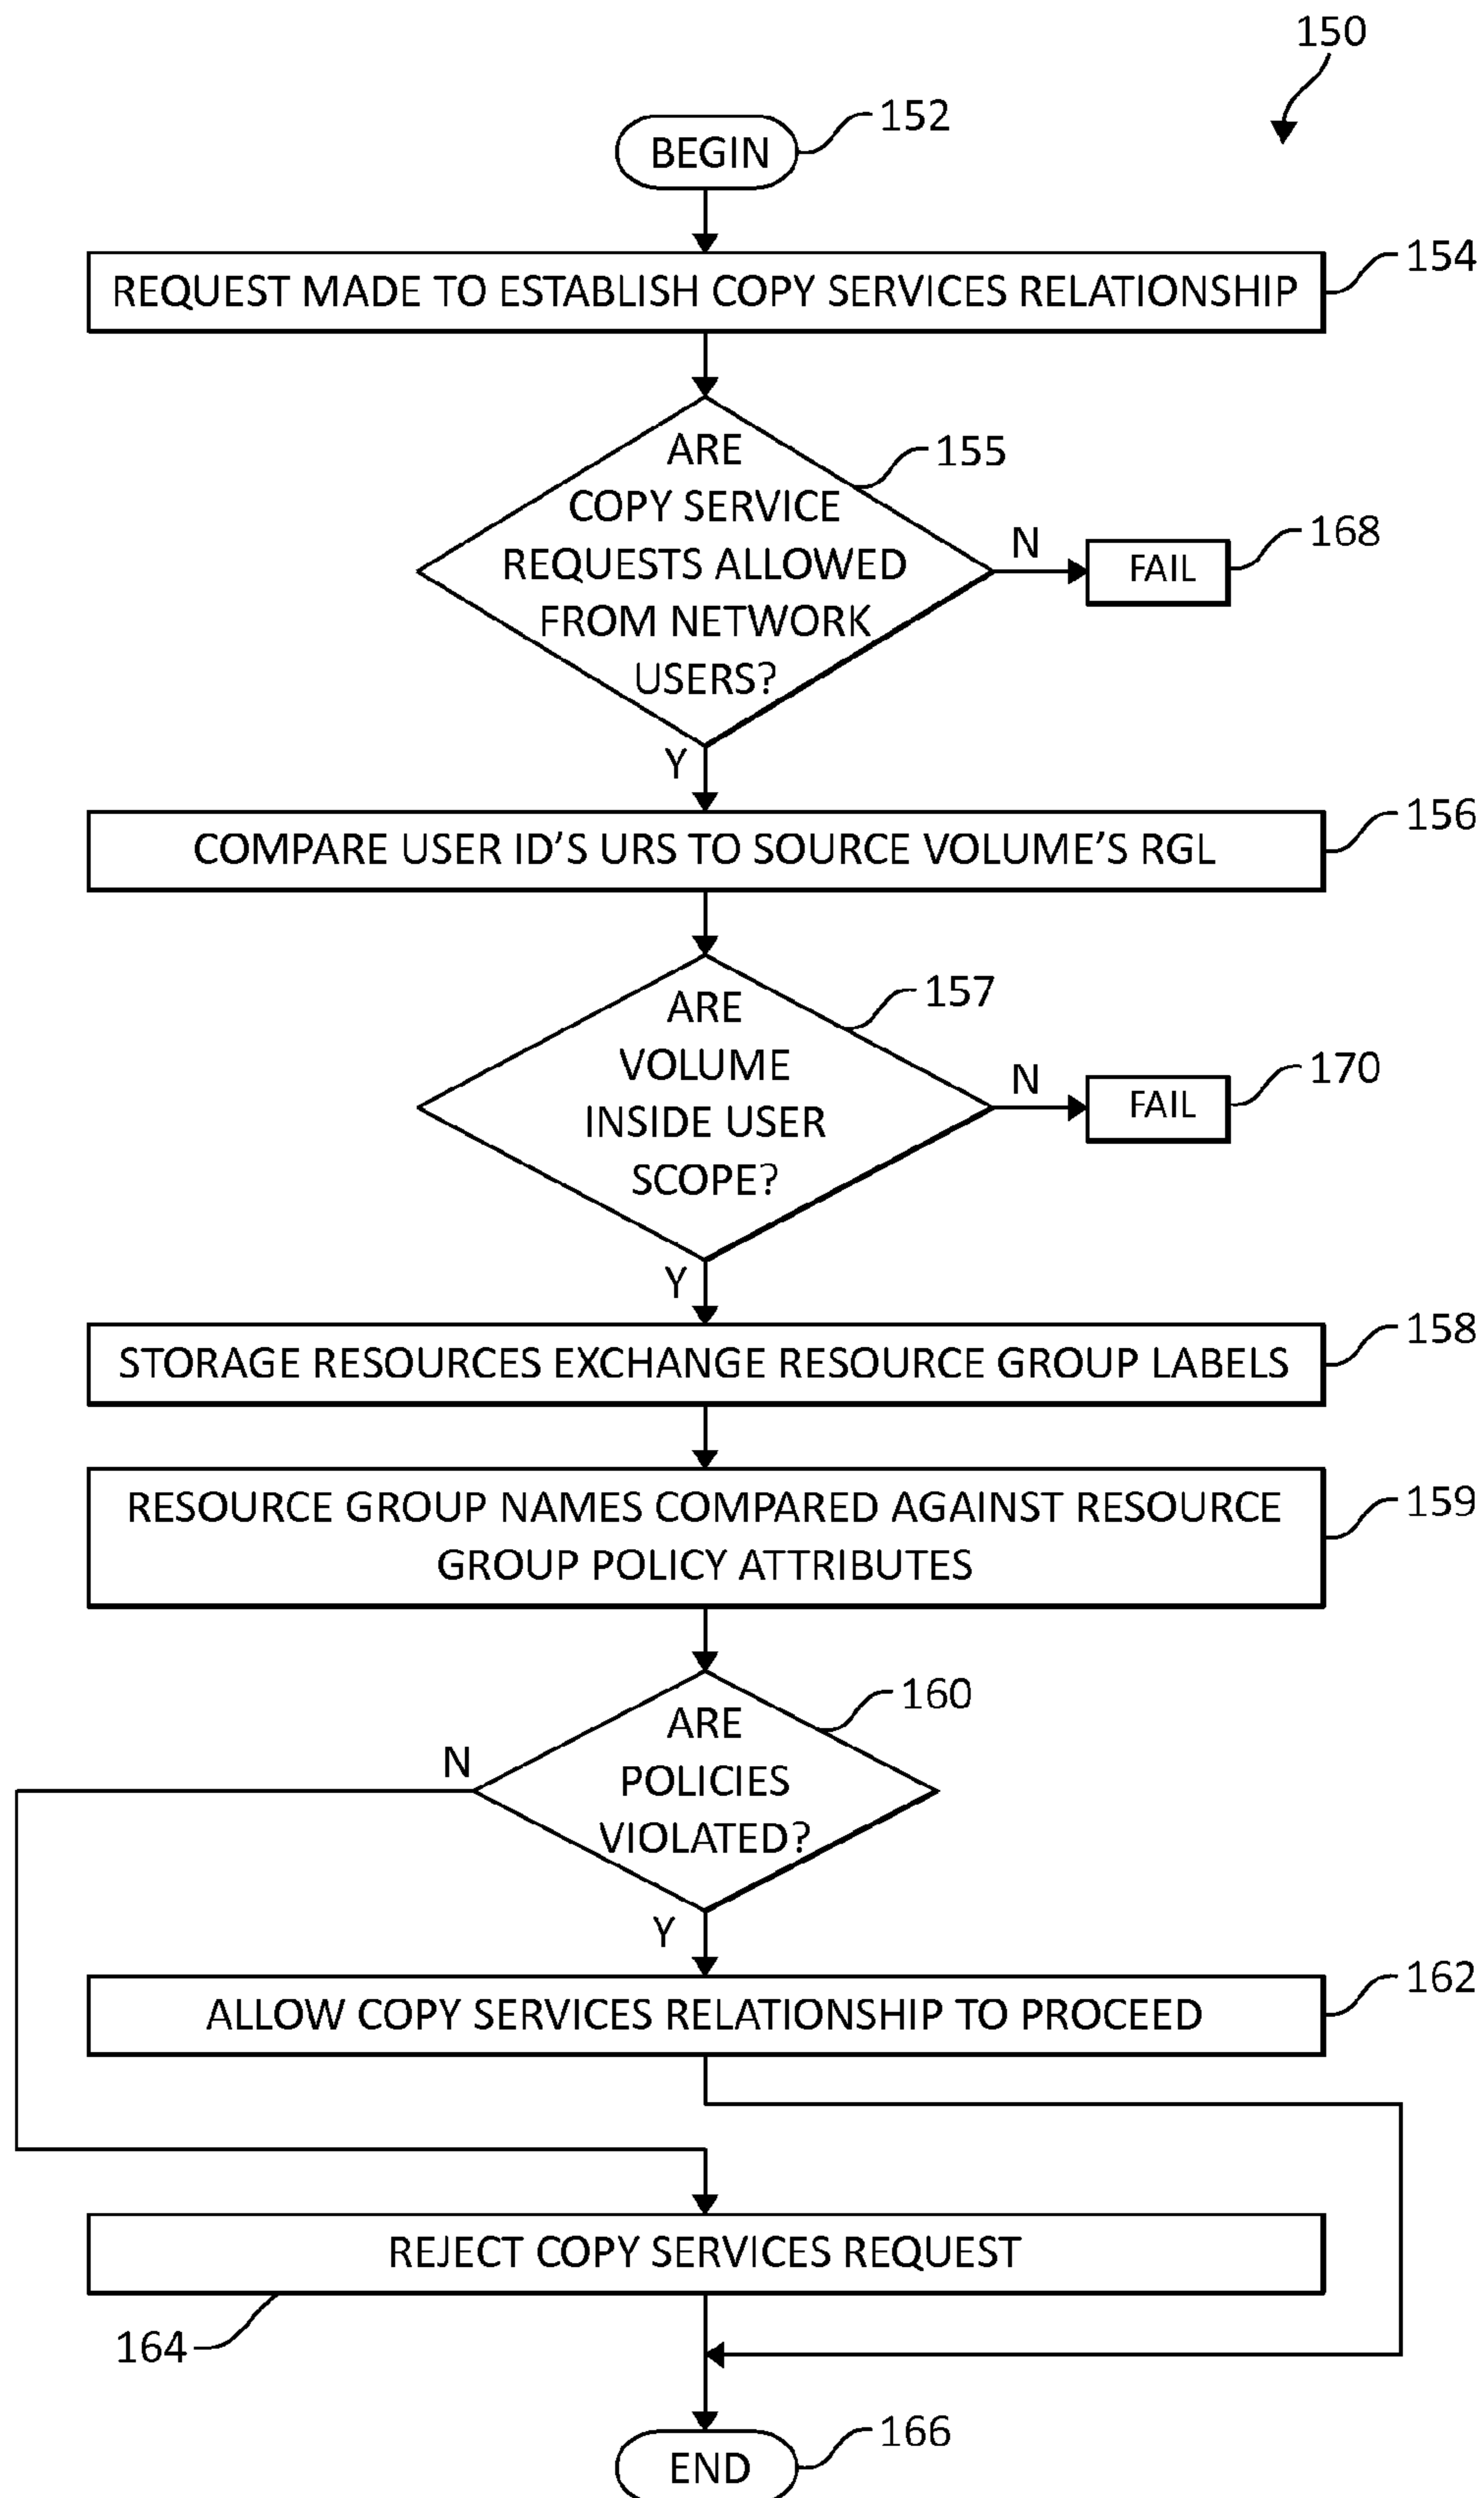 150
BEGIN
152
REQUEST MADE TO ESTABLISH COPY SERVICES RELATIONSHIP
154
ARE
COPY SERVICE
REQUESTS ALLOWED
FROM NETWORK
USERS?
155
N
FAIL
168
Y
COMPARE USER ID'S URS TO SOURCE VOLUME'S RGL
156
ARE
VOLUME
INSIDE USER
SCOPE?
157
N
FAIL
170
Y
STORAGE RESOURCES EXCHANGE RESOURCE GROUP LABELS
158
RESOURCE GROUP NAMES COMPARED AGAINST RESOURCE
GROUP POLICY ATTRIBUTES
159
ARE
POLICIES
VIOLATED?
160
N
Y
ALLOW COPY SERVICES RELATIONSHIP TO PROCEED
162
REJECT COPY SERVICES REQUEST
164
END
166